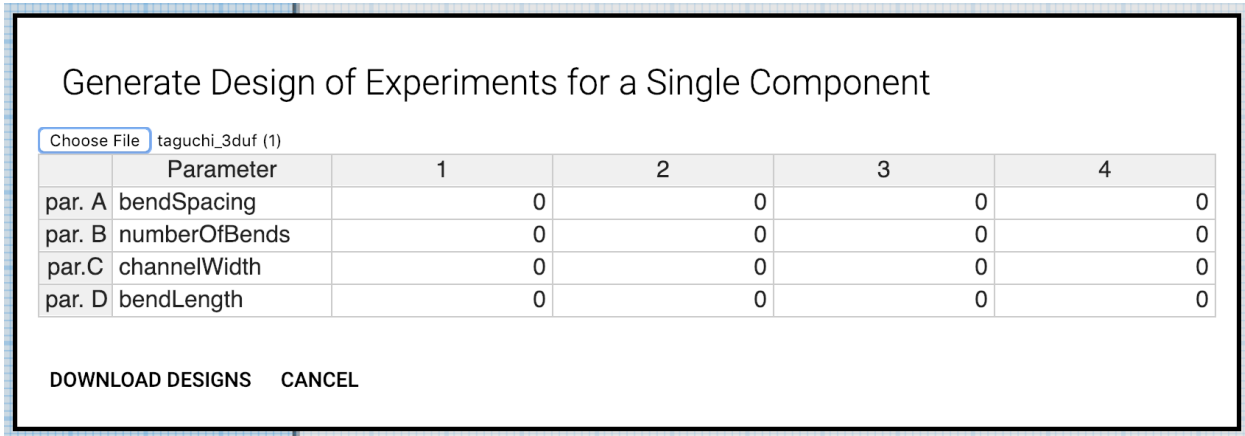 Generate Design of Experiments for a Single Component
Choose File taguchi_3duf (1)
Parameter 1 2 3 4
par. A bendSpacing 0 0 0 0
par. B numberOfBends 0 0 0 0
par.C channelWidth 0 0 0 0
par. D bendLength 0 0 0 0
DOWNLOAD DESIGNS CANCEL